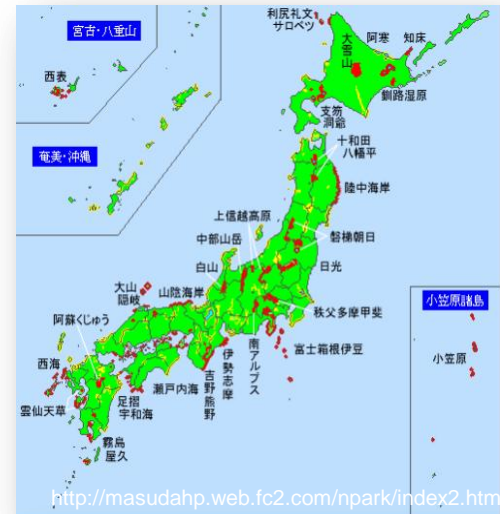 宮古・八重山
西表
奄美・沖縄
利尻礼文
サロベツ
大雪山
阿寒
知床
釧路湿原
支笏
洞爺
十和田
八幡平
陸中海岸
上信越高原
中部山岳
磐梯朝日
白山
日光
大山
隠岐
山陰海岸
秩父多摩甲斐
阿蘇くじゅう
富士箱根伊豆
南アルプス
伊勢志摩
吉野熊野
瀬戸内海
西海
足摺
宇和海
雲仙天草
霧島
屋久
小笠原諸島
小笠原
http://masudahp.web.fc2.com/npark/index2.htm